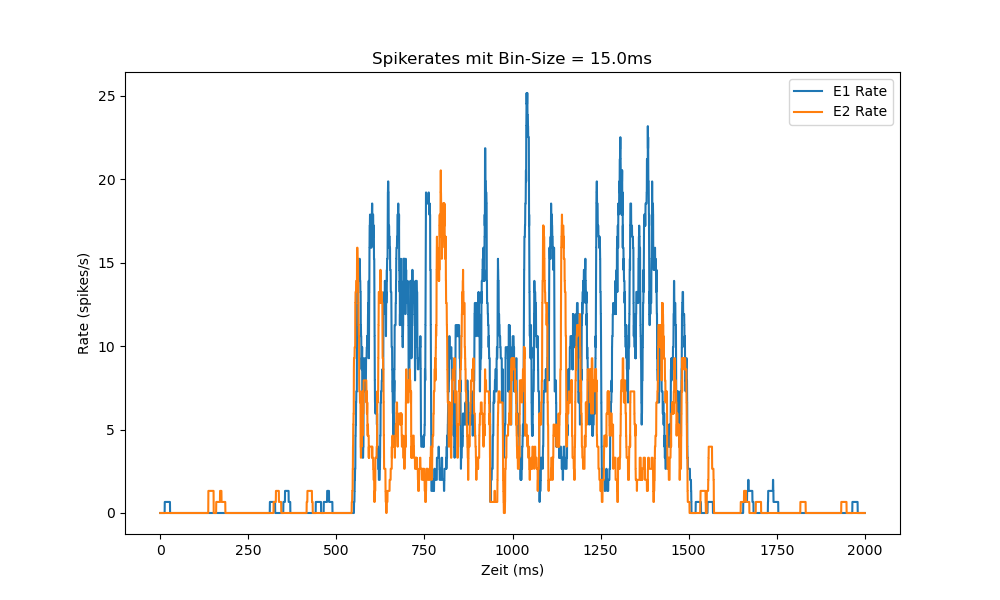 Spikerates mit Bin-Size = 15.0ms
E1 Rate
E2 Rate
25
20
15
10
5
0
Rate (spikes/s)
0 250 500 750 1000 1250 1500 1750 2000
Zeit (ms)